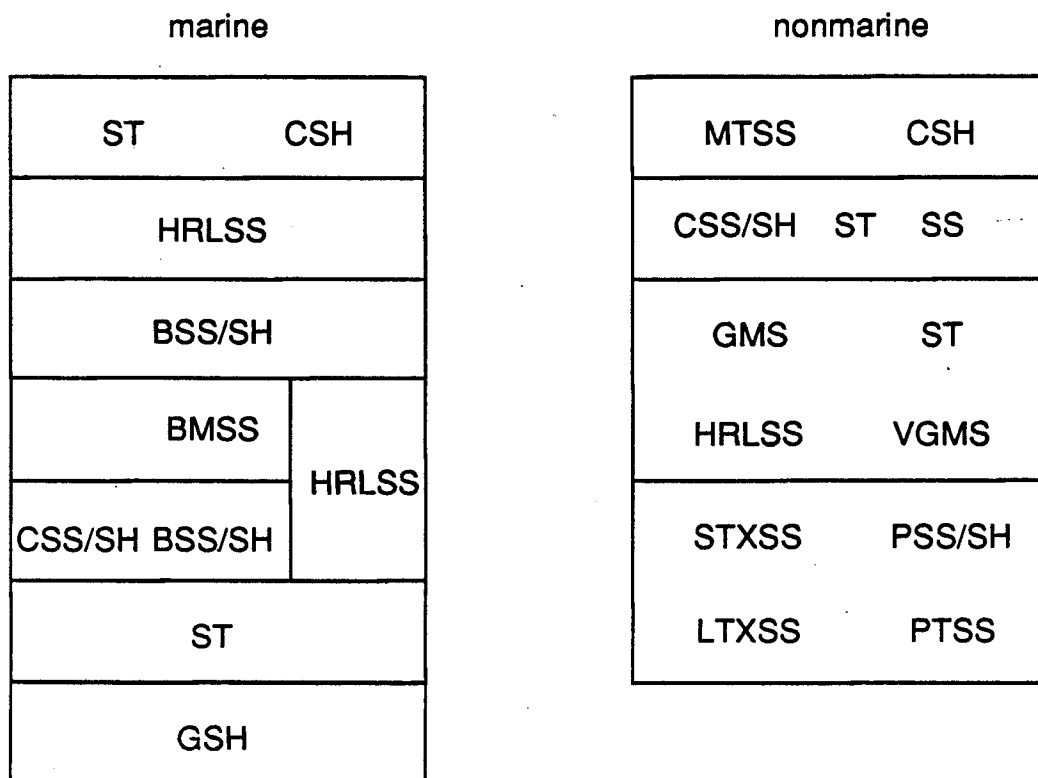 marine
ST CSH
HRLSS
BSS/SH
BMSS
HRLSS
CSS/SH BSS/SH
ST
GSH
nonmarine
MTSS CSH
CSS/SH ST SS
GMS ST
HRLSS VGMS
STXSS PSS/SH
LTXSS PTSS